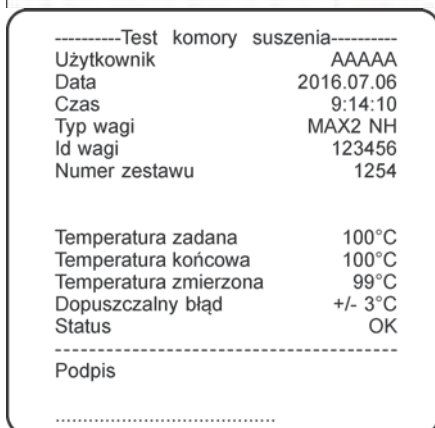 ----------Test komory suszenia----------
Użytkownik AAAAA
Data 2016.07.06
Czas 9:14:10
Typ wagi MAX2 NH
Id wagi 123456
Numer zestawu 1254
Temperatura zadana 100°C
Temperatura końcowa 100°C
Temperatura zmierzona 99°C
Dopuszczalny błąd +/- 3°C
Status OK
----------------------------------------
Podpis
........................................